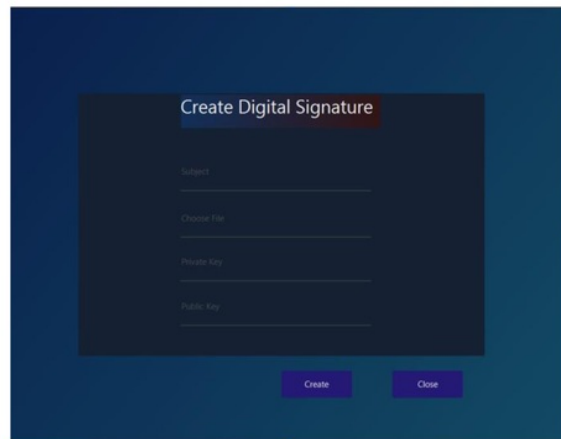 Create Digital Signature
Subject
Choose File
Private Key
Public Key
Create
Close